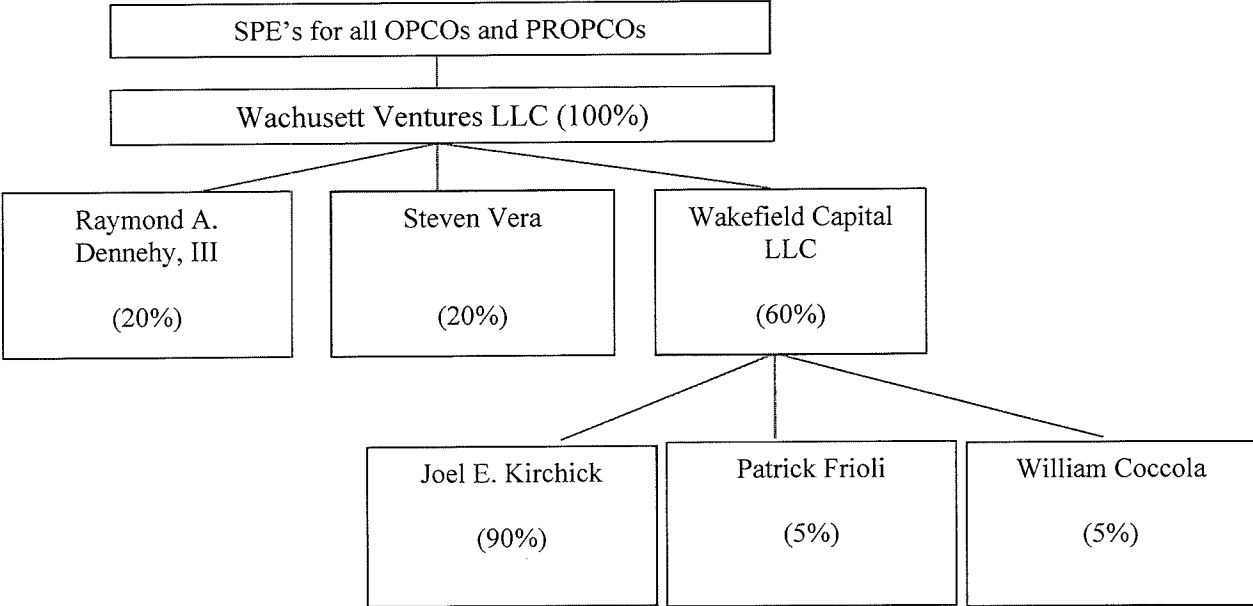 SPE's for all OPCOs and PROPCOs
Wachusett Ventures LLC (100%)
Raymond A.
Dennehy, III
(20%)
Steven Vera
(20%)
Wakefield Capital
LLC
(60%)
Joel E. Kirchick
(90%)
Patrick Frioli
(5%)
William Coccola
(5%)